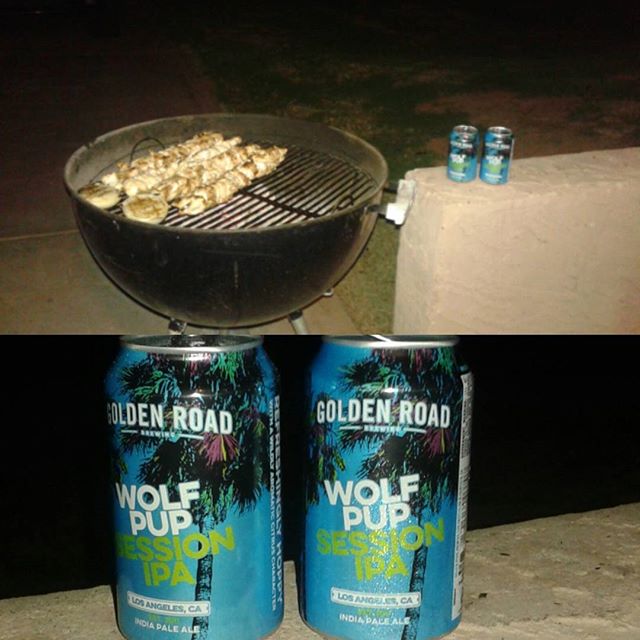 GOLDEN ROAD
BREWING
WOLF
PUP
SESSION
IPA
LOS ANGELES, CA
INDIA PALE ALE
GOLDEN ROAD
BREWING
WOLF
PUP
SESSION
IPA
LOS ANGELES, CA
INDIA PALE ALE